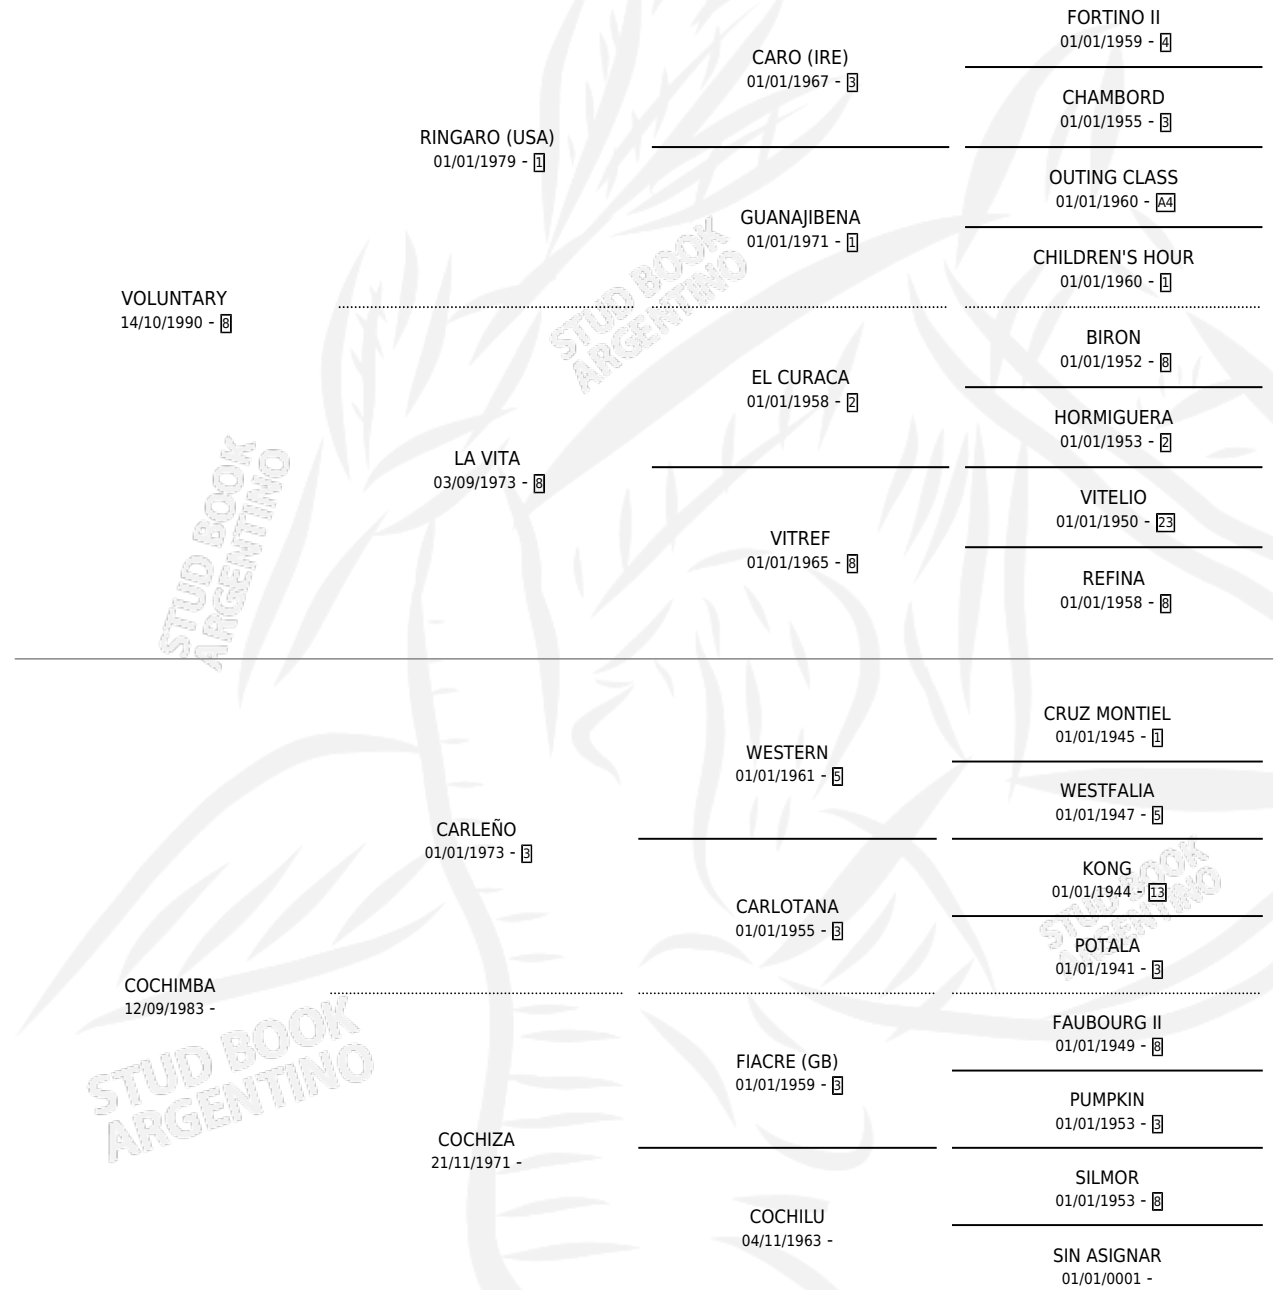 FORTINO II
01/01/1959 - 4
CARO (IRE)
01/01/1967 - 3
CHAMBORD
01/01/1955 - 3
RINGARO (USA)
01/01/1979 - 1
OUTING CLASS
01/01/1960 - A4
GUANAJIBENA
01/01/1971 - 1
CHILDREN'S HOUR
01/01/1960 - 1
VOLUNTARY
14/10/1990 - 8
BIRON
01/01/1952 - 8
EL CURACA
01/01/1958 - 2
HORMIGUERA
01/01/1953 - 2
LA VITA
03/09/1973 - 8
VITELIO
01/01/1950 - 23
VITREF
01/01/1965 - 8
REFINA
01/01/1958 - 8
STUD BOOK
ARGENTINO
STUD BOOK
ARGENTINO
CRUZ MONTIEL
01/01/1945 - 1
WESTERN
01/01/1961 - 5
WESTFALIA
01/01/1947 - 5
CARLEÑO
01/01/1973 - 3
KONG
01/01/1944 - 13
CARLOTANA
01/01/1955 - 3
POTALA
01/01/1941 - 3
COCHIMBA
12/09/1983 -
FAUBOURG II
01/01/1949 - 8
FIACRE (GB)
01/01/1959 - 3
PUMPKIN
01/01/1953 - 3
COCHIZA
21/11/1971 -
SILMOR
01/01/1953 - 8
COCHILU
04/11/1963 -
SIN ASIGNAR
01/01/0001 -
STUD BOOK
ARGENTINO
STUD BOOK
ARGENTINO